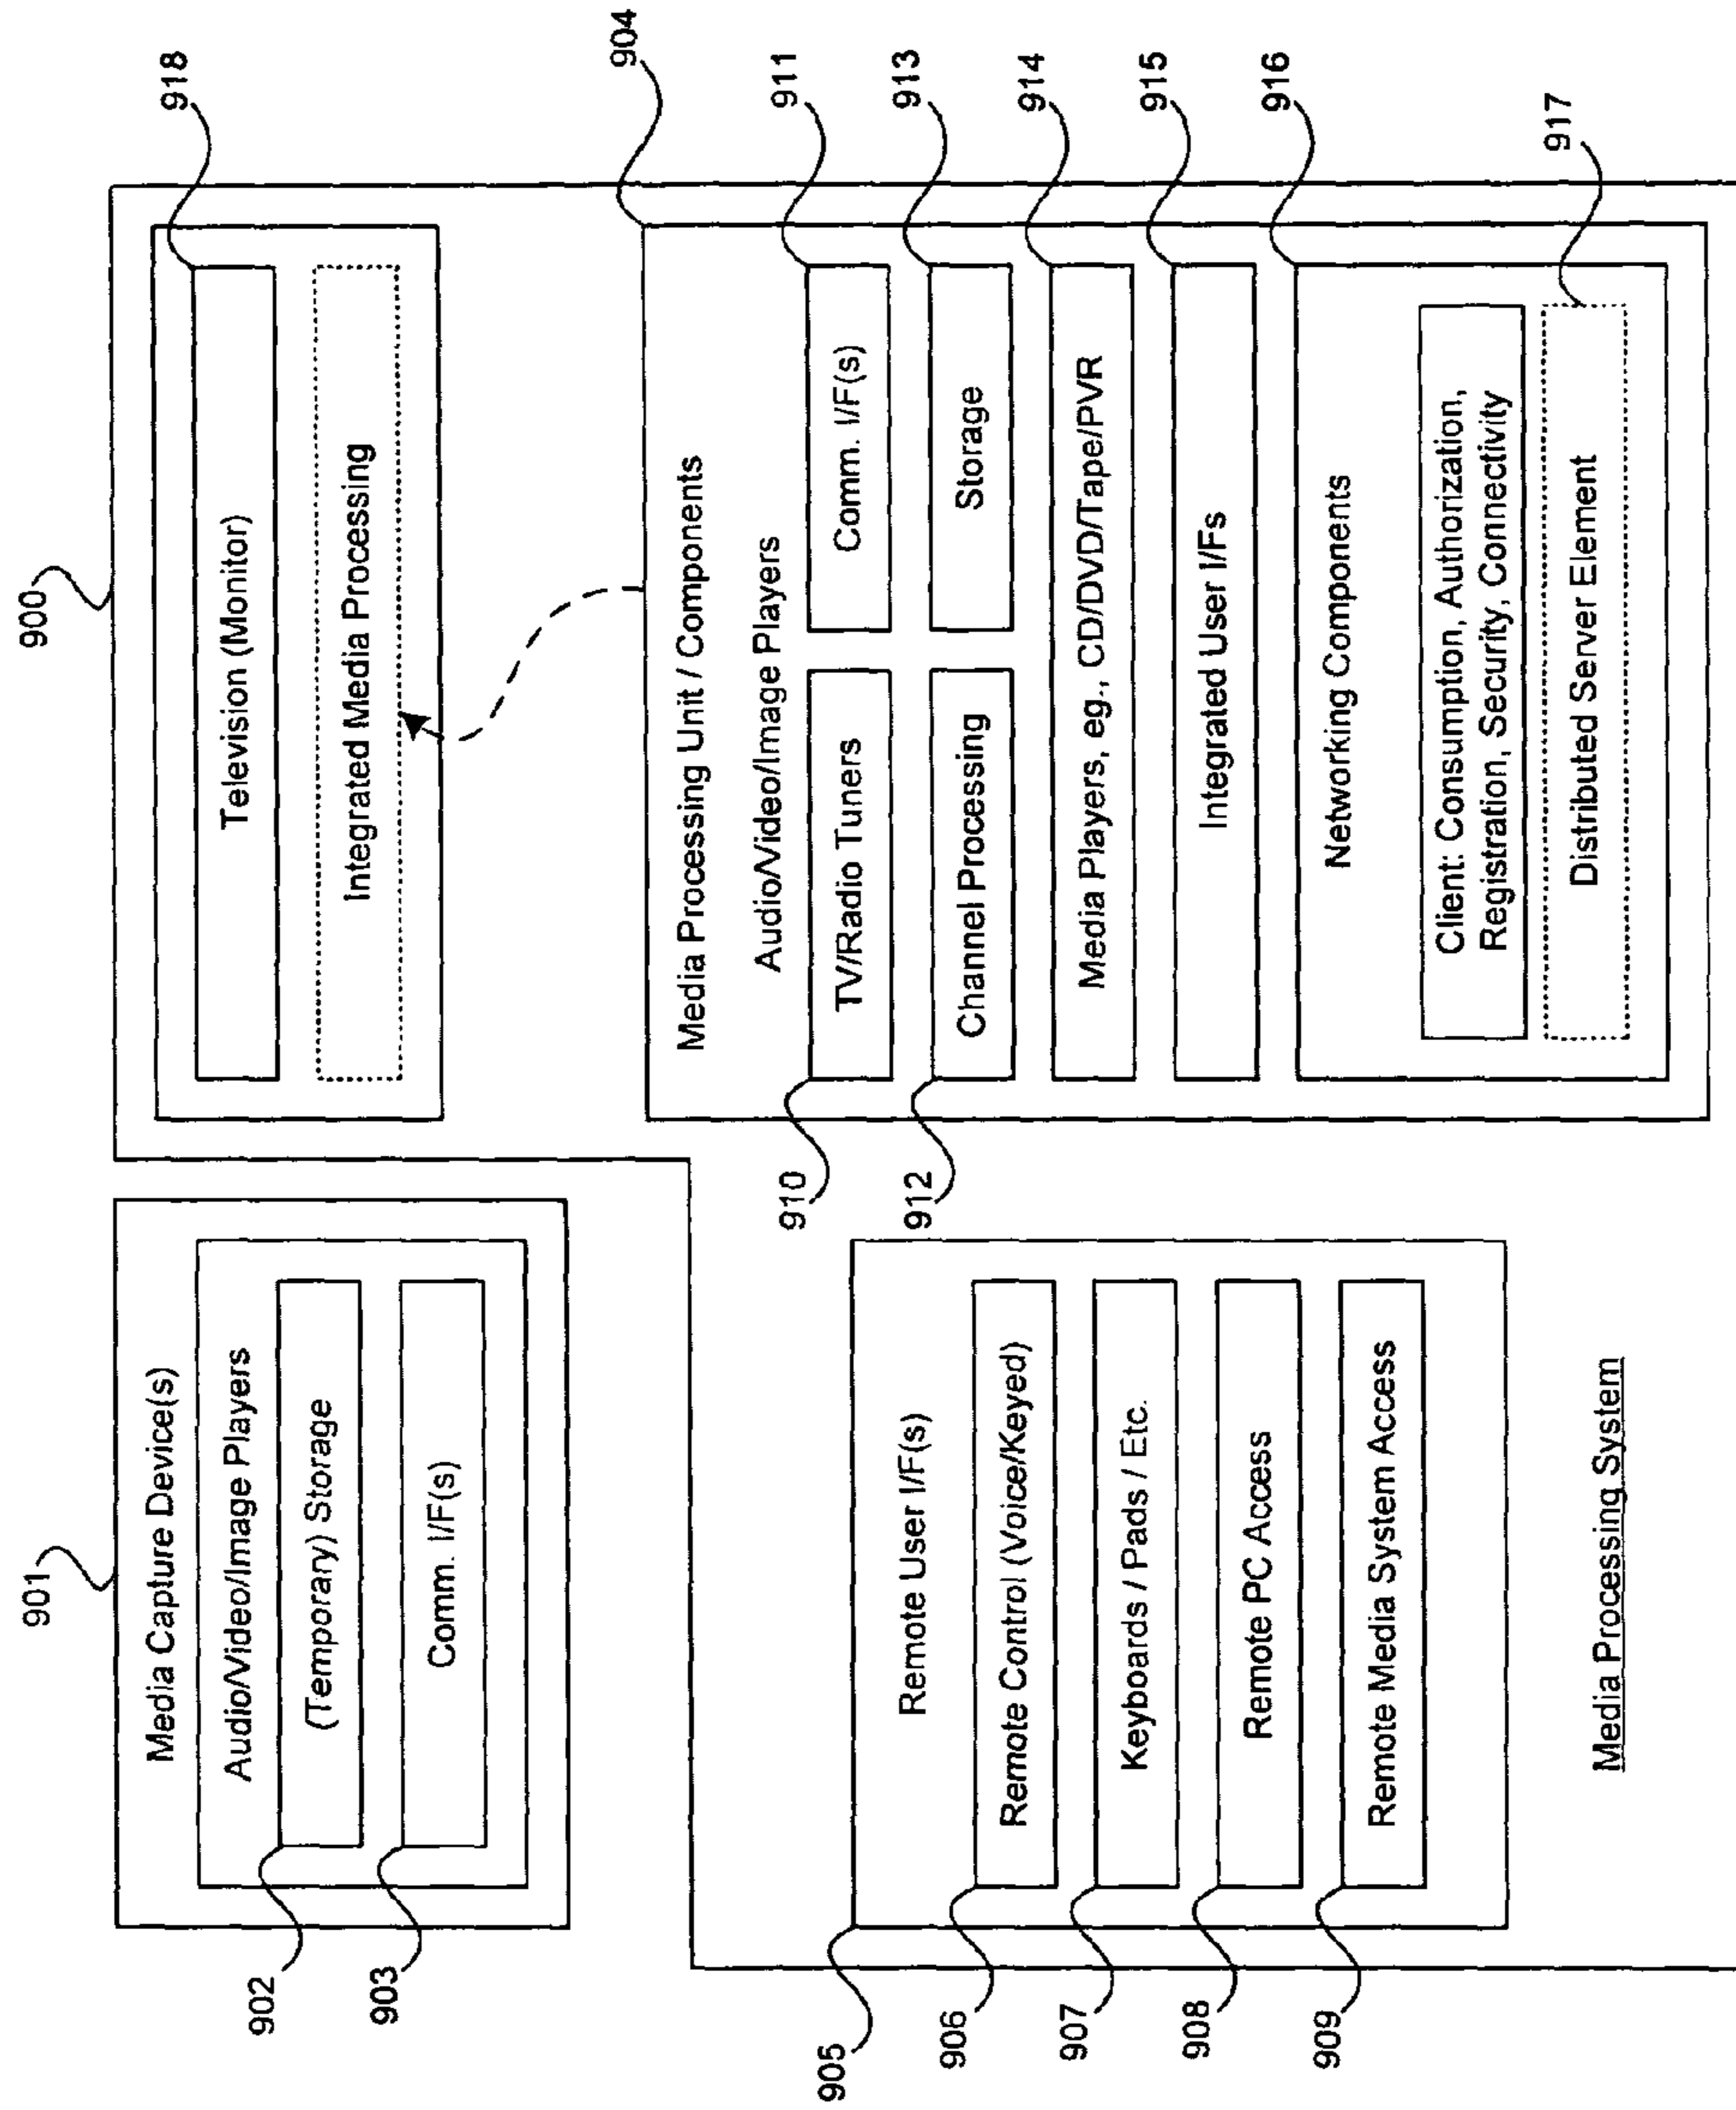 901
Media Capture Device(s)
Audio/Video/Image Players
(Temporary) Storage
Comm. I/F(s)
902
903
900
918
Television (Monitor)
Integrated Media Processing
904
Media Processing Unit / Components
Audio/Video/Image Players
TV/Radio Tuners
Comm. I/F(s)
910
911
Channel Processing
Storage
912
913
Media Players, eg., CD/DVD/Tape/PVR
914
Integrated User I/Fs
915
Networking Components
916
Client: Consumption, Authorization,
Registration, Security, Connectivity
Distributed Server Element
917
905
Remote User I/F(s)
Remote Control (Voice/Keyed)
906
Keyboards / Pads / Etc.
907
Remote PC Access
908
Remote Media System Access
909
Media Processing System